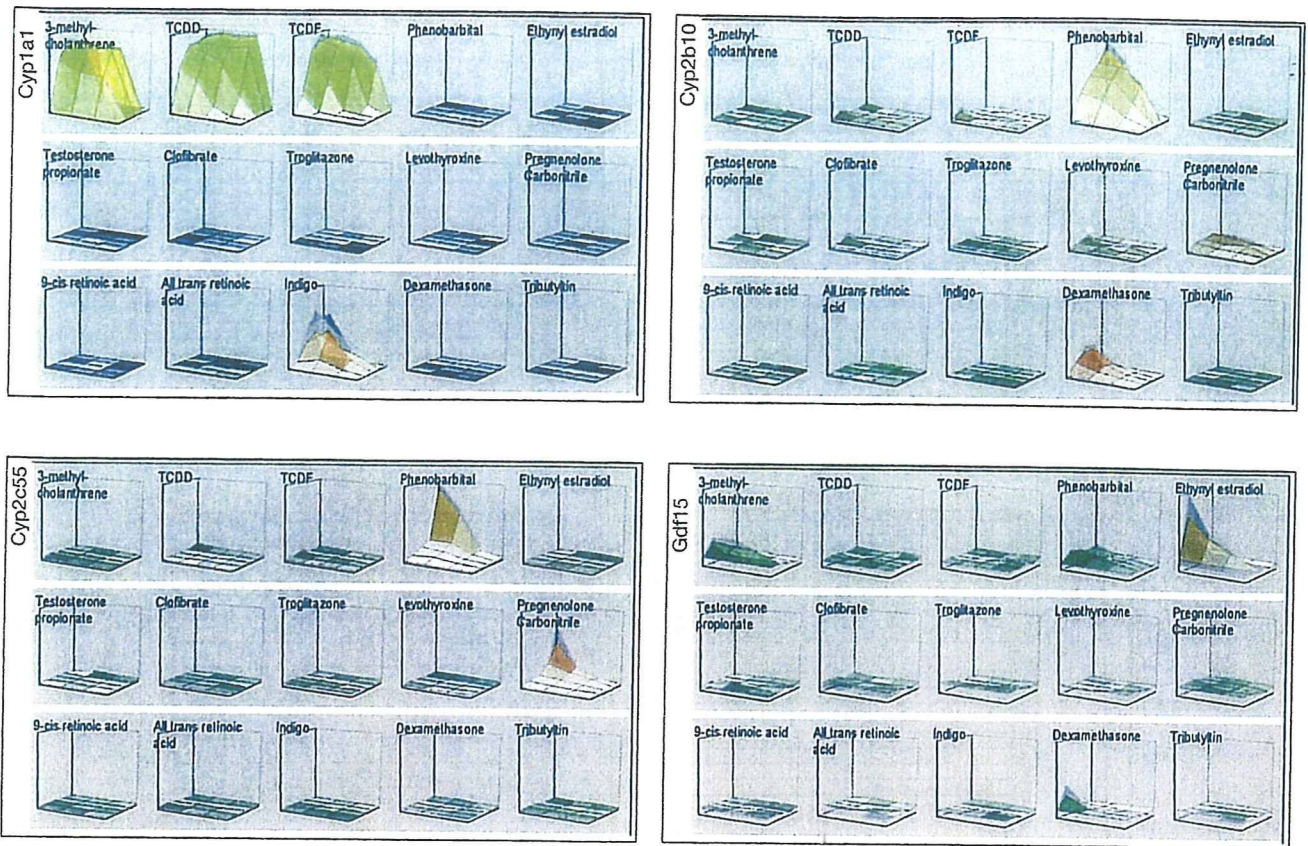 Cyp1a1
3-methyl-
cholanthrene
TCDD
TCDF
Phenobarbital
Ethynyl estradiol
Testosterone
propionate
Clofibrate
Troglitazone
Levothyroxine
Pregnenolone
Carbonitrile
9-cis retinoic acid
All trans retinoic
acid
Indigo
Dexamethasone
Tributyltin
Cyp2b10
3-methyl-
cholanthrene
TCDD
TCDF
Phenobarbital
Ethynyl estradiol
Testosterone
propionate
Clofibrate
Troglitazone
Levothyroxine
Pregnenolone
Carbonitrile
9-cis retinoic acid
All trans retinoic
acid
Indigo
Dexamethasone
Tributyltin
Cyp2c55
3-methyl-
cholanthrene
TCDD
TCDF
Phenobarbital
Ethynyl estradiol
Testosterone
propionate
Clofibrate
Troglitazone
Levothyroxine
Pregnenolone
Carbonitrile
9-cis retinoic acid
All trans retinoic
acid
Indigo
Dexamethasone
Tributyltin
Gdf15
3-methyl-
cholanthrene
TCDD
TCDF
Phenobarbital
Ethynyl estradiol
Testosterone
propionate
Clofibrate
Troglitazone
Levothyroxine
Pregnenolone
Carbonitrile
9-cis retinoic acid
All trans retinoic
acid
Indigo
Dexamethasone
Tributyltin